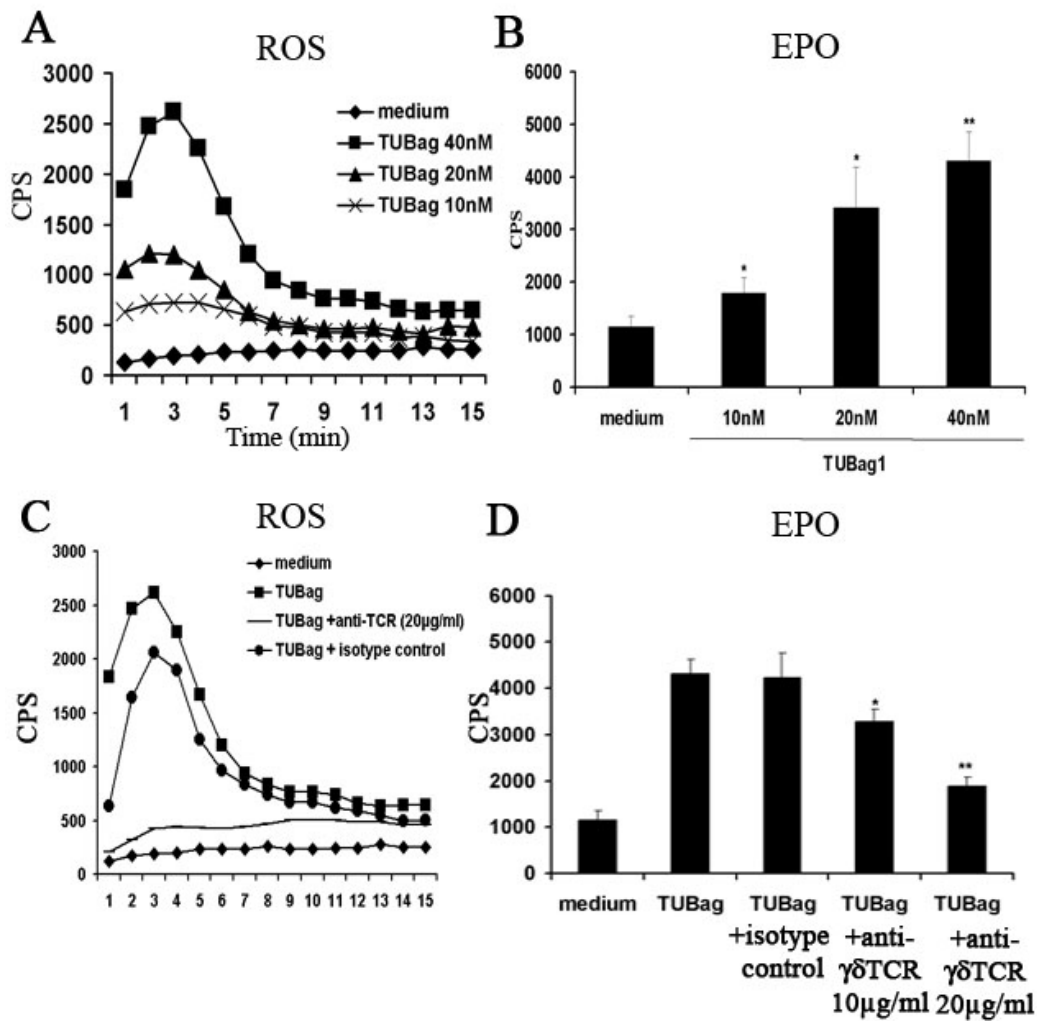 A
ROS
3000
2500
2000
1500
1000
500
0
CPS
medium
TUBag 40nM
TUBag 20nM
TUBag 10nM
1 3 5 7 9 11 13 15
Time (min)
B
EPO
6000
5000
4000
3000
2000
1000
0
CPS
*
*
**
medium 10nM 20nM 40nM
TUBag1
C
ROS
3000
2500
2000
1500
1000
500
0
CPS
medium
TUBag
TUBag +anti-TCR (20µg/ml)
TUBag + isotype control
1 2 3 4 5 6 7 8 9 10 11 12 13 14 15
D
EPO
6000
5000
4000
3000
2000
1000
0
CPS
*
**
medium TUBag TUBag TUBag TUBag
+isotype +anti- +anti-
control γδTCR γδTCR
10µg/ml 20µg/ml